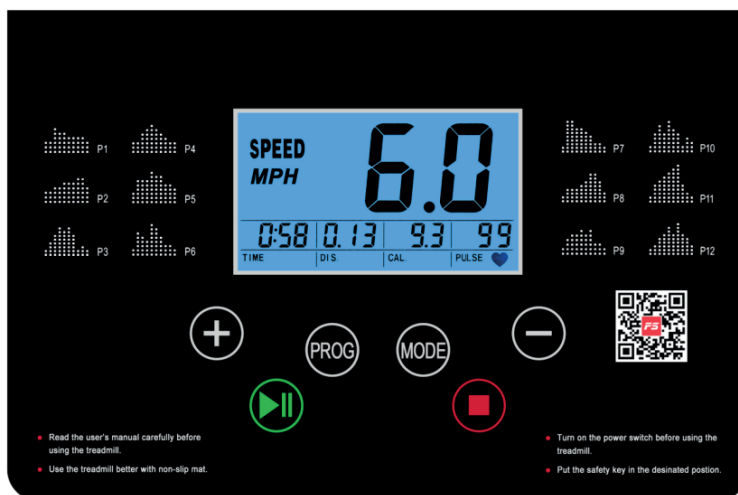 P1
P4
P2
P5
P3
P6
SPEED
MPH
6.0
0:58 0.13 9.3 99
TIME DIS. CAL. PULSE
P7
P10
P8
P11
P9
P12
PROG
MODE
FS
Read the user's manual carefully before
using the treadmill.
Use the treadmill better with non-slip mat.
Turn on the power switch before using the
treadmill.
Put the safety key in the desinated postion.